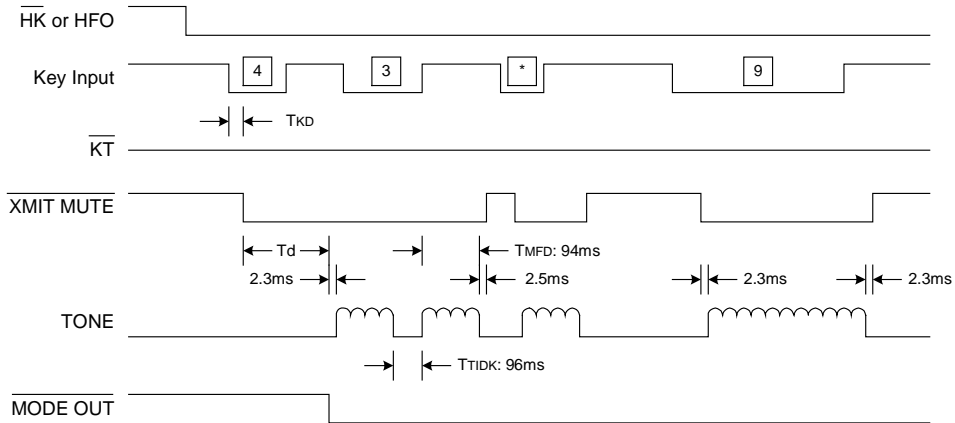 HK or HFO
Key Input
4
3
*
9
TKD
KT
XMIT MUTE
Td
TMFD: 94ms
2.3ms
2.5ms
2.3ms
2.3ms
TONE
TTIDK: 96ms
MODE OUT